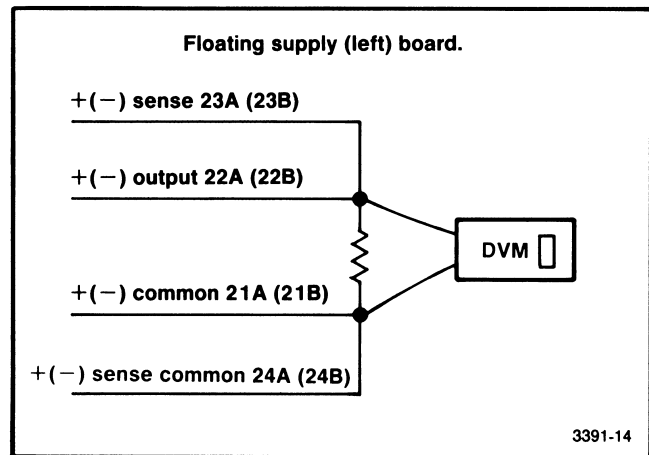 Floating supply (left) board.
+(−) sense 23A (23B)
+(−) output 22A (22B)
DVM
+(−) common 21A (21B)
+(−) sense common 24A (24B)
3391-14